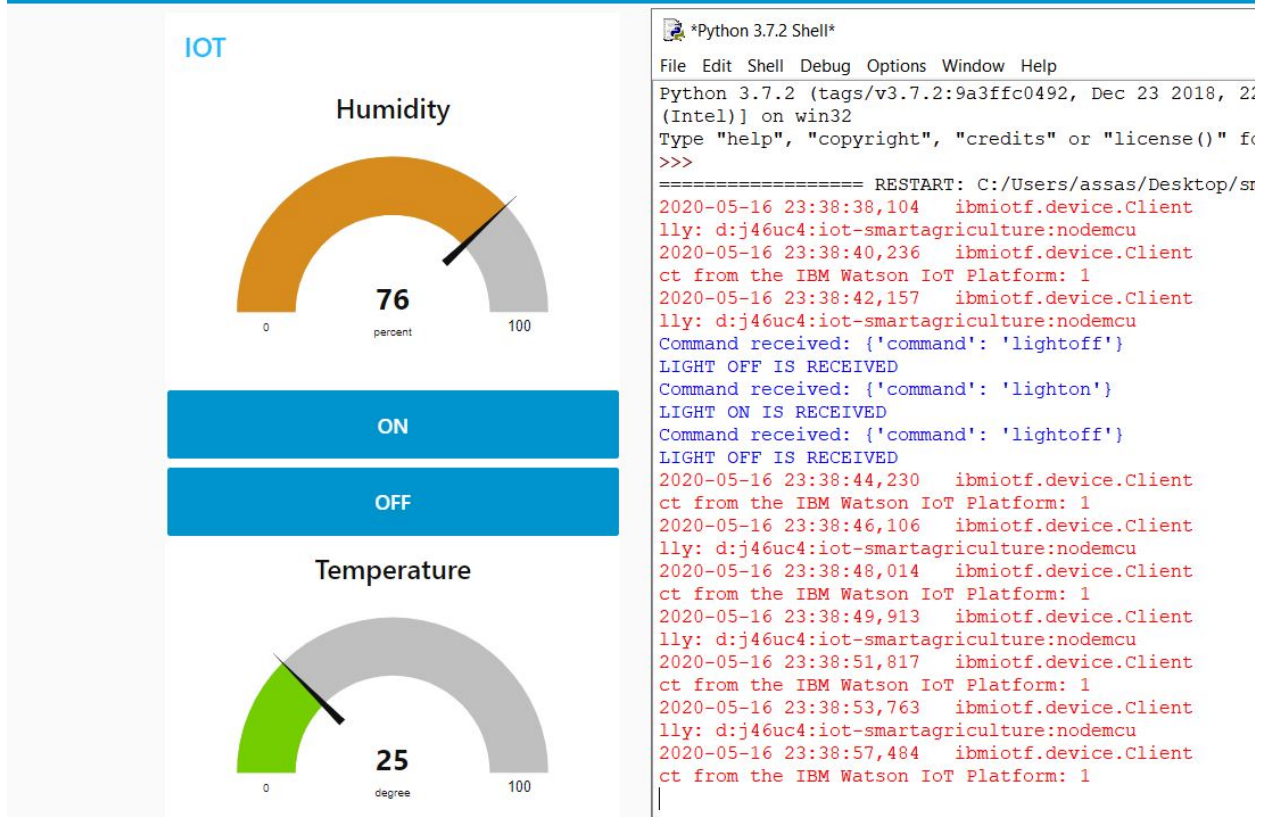 IOT
Humidity
76
0
percent
100
ON
OFF
Temperature
25
0
degree
100
*Python 3.7.2 Shell*
File Edit Shell Debug Options Window Help
Python 3.7.2 (tags/v3.7.2:9a3ffc0492, Dec 23 2018, 22
(Intel)] on win32
Type "help", "copyright", "credits" or "license()" fo
>>>
================== RESTART: C:/Users/assas/Desktop/sm
2020-05-16 23:38:38,104   ibmiotf.device.Client
lly: d:j46uc4:iot-smartagriculture:nodemcu
2020-05-16 23:38:40,236   ibmiotf.device.Client
ct from the IBM Watson IoT Platform: 1
2020-05-16 23:38:42,157   ibmiotf.device.Client
lly: d:j46uc4:iot-smartagriculture:nodemcu
Command received: {'command': 'lightoff'}
LIGHT OFF IS RECEIVED
Command received: {'command': 'lighton'}
LIGHT ON IS RECEIVED
Command received: {'command': 'lightoff'}
LIGHT OFF IS RECEIVED
2020-05-16 23:38:44,230   ibmiotf.device.Client
ct from the IBM Watson IoT Platform: 1
2020-05-16 23:38:46,106   ibmiotf.device.Client
lly: d:j46uc4:iot-smartagriculture:nodemcu
2020-05-16 23:38:48,014   ibmiotf.device.Client
ct from the IBM Watson IoT Platform: 1
2020-05-16 23:38:49,913   ibmiotf.device.Client
lly: d:j46uc4:iot-smartagriculture:nodemcu
2020-05-16 23:38:51,817   ibmiotf.device.Client
ct from the IBM Watson IoT Platform: 1
2020-05-16 23:38:53,763   ibmiotf.device.Client
lly: d:j46uc4:iot-smartagriculture:nodemcu
2020-05-16 23:38:57,484   ibmiotf.device.Client
ct from the IBM Watson IoT Platform: 1